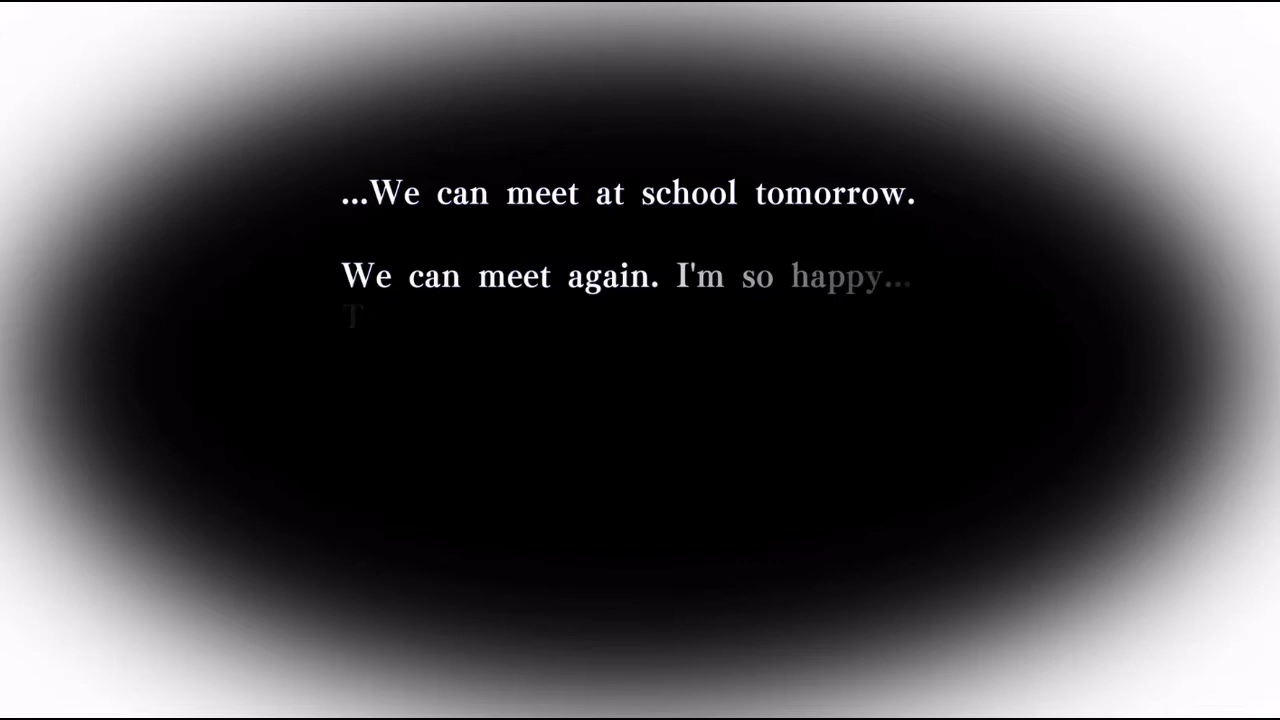 ...We can meet at school tomorrow.
We can meet again. I'm so happy...
T